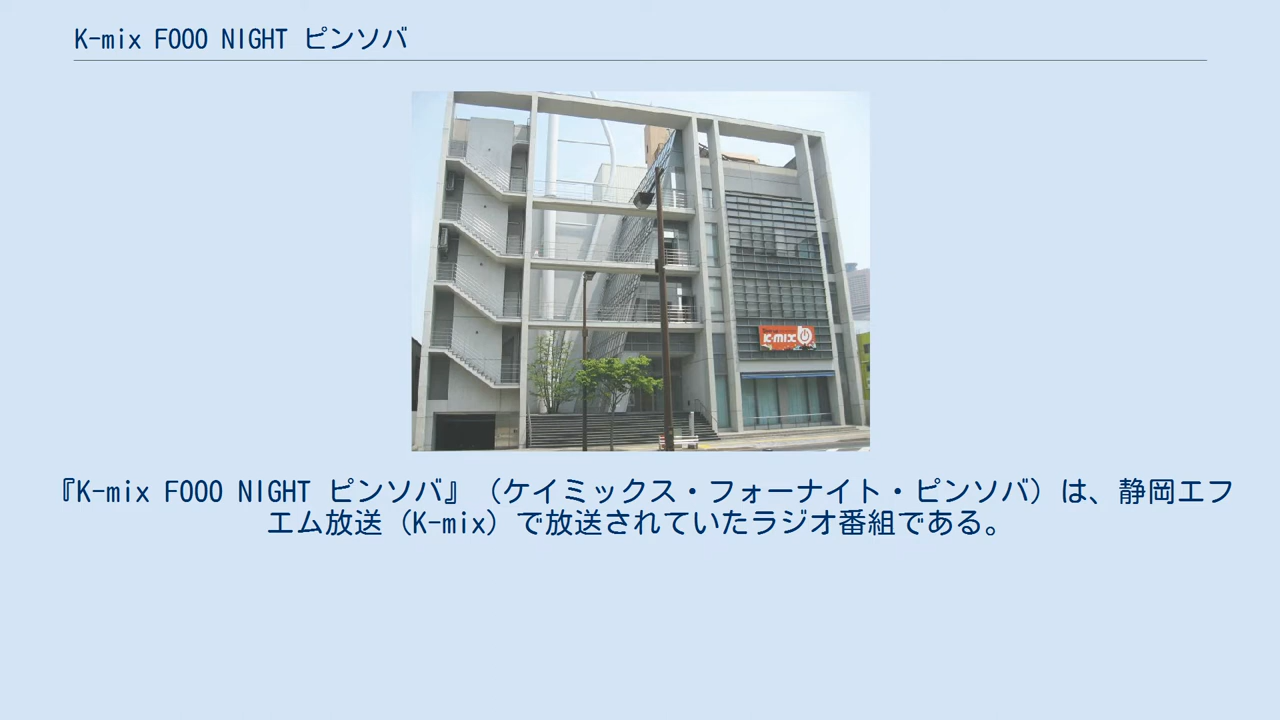 K-mix FOOO NIGHT ピンソバ
K-mix
『K-mix FOOO NIGHT ピンソバ』（ケイミックス・フォーナイト・ピンソバ）は、静岡エフ
エム放送（K-mix）で放送されていたラジオ番組である。